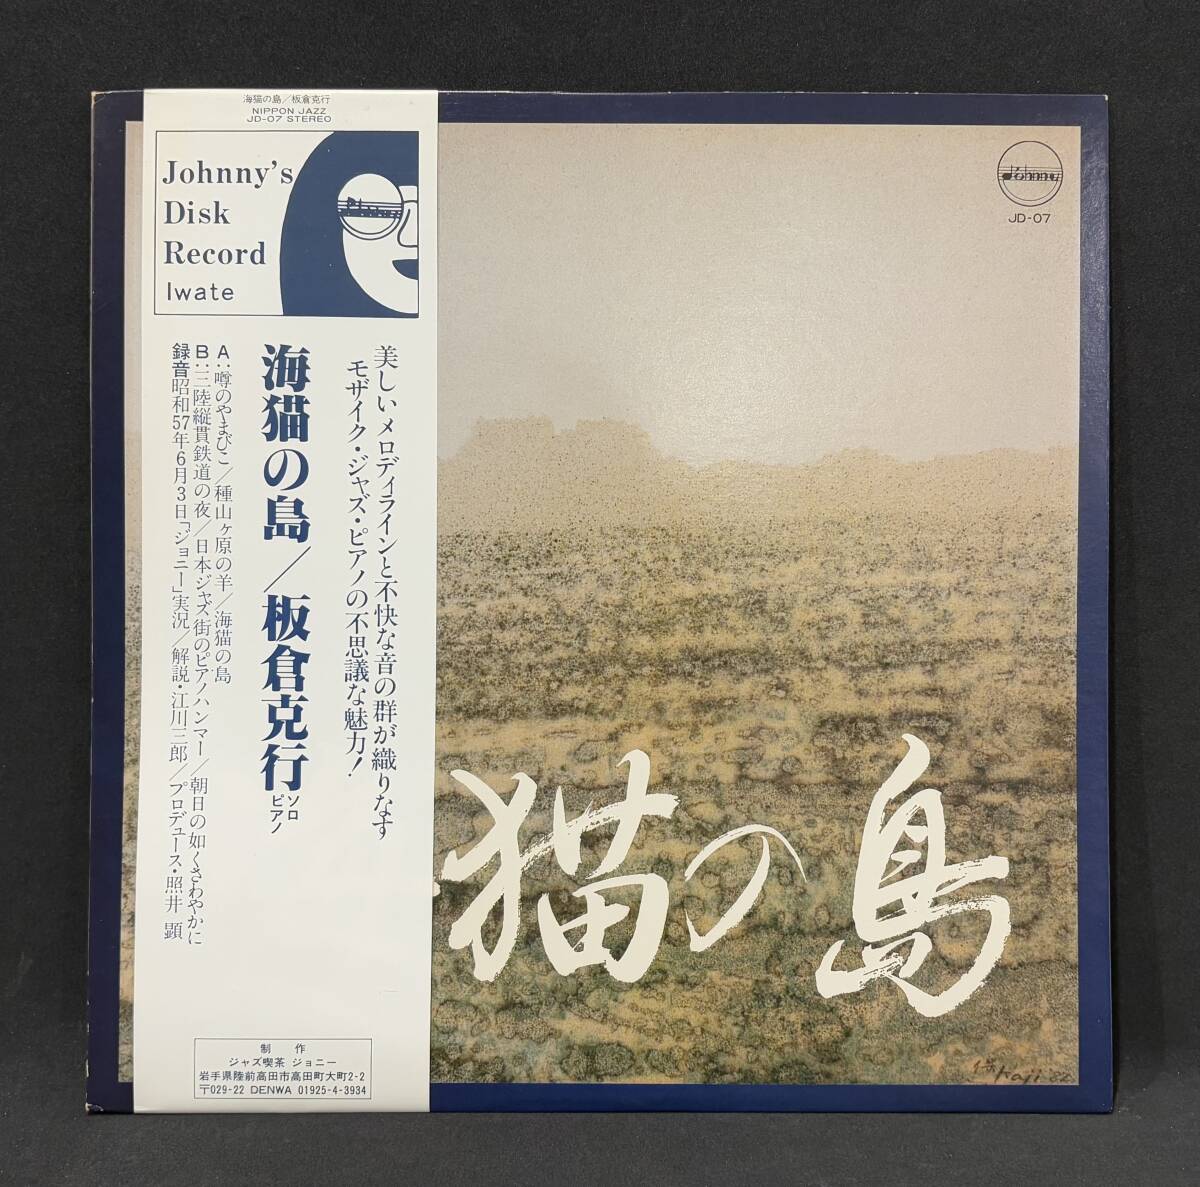 海猫の島/板倉克行
NIPPON JAZZ
JD-07 STEREO
Johnny's
Disk
Record
Iwate
Johnny
美しいメロディラインと不快な音の群が織りなす
モザイク・ジャズ・ピアノの不思議な魅力!
海猫の島/板倉克行
ソロ
ピアノ
A:噂のやまびこ/種山ヶ原の羊/海猫の島
B:三陸縦貫鉄道の夜/日本ジャズ街のピアノハンマー/朝日の如くさわやかに
録音昭和57年6月3日「ジョニー」実況/解説・江川三郎/プロデュース・照井 顕
制作
ジャズ喫茶 ジョニー
岩手県陸前高田市高田町大町2-2
〒029-22 DENWA 01925-4-3934
Johnny
JD-07
猫の島
Kaji '82